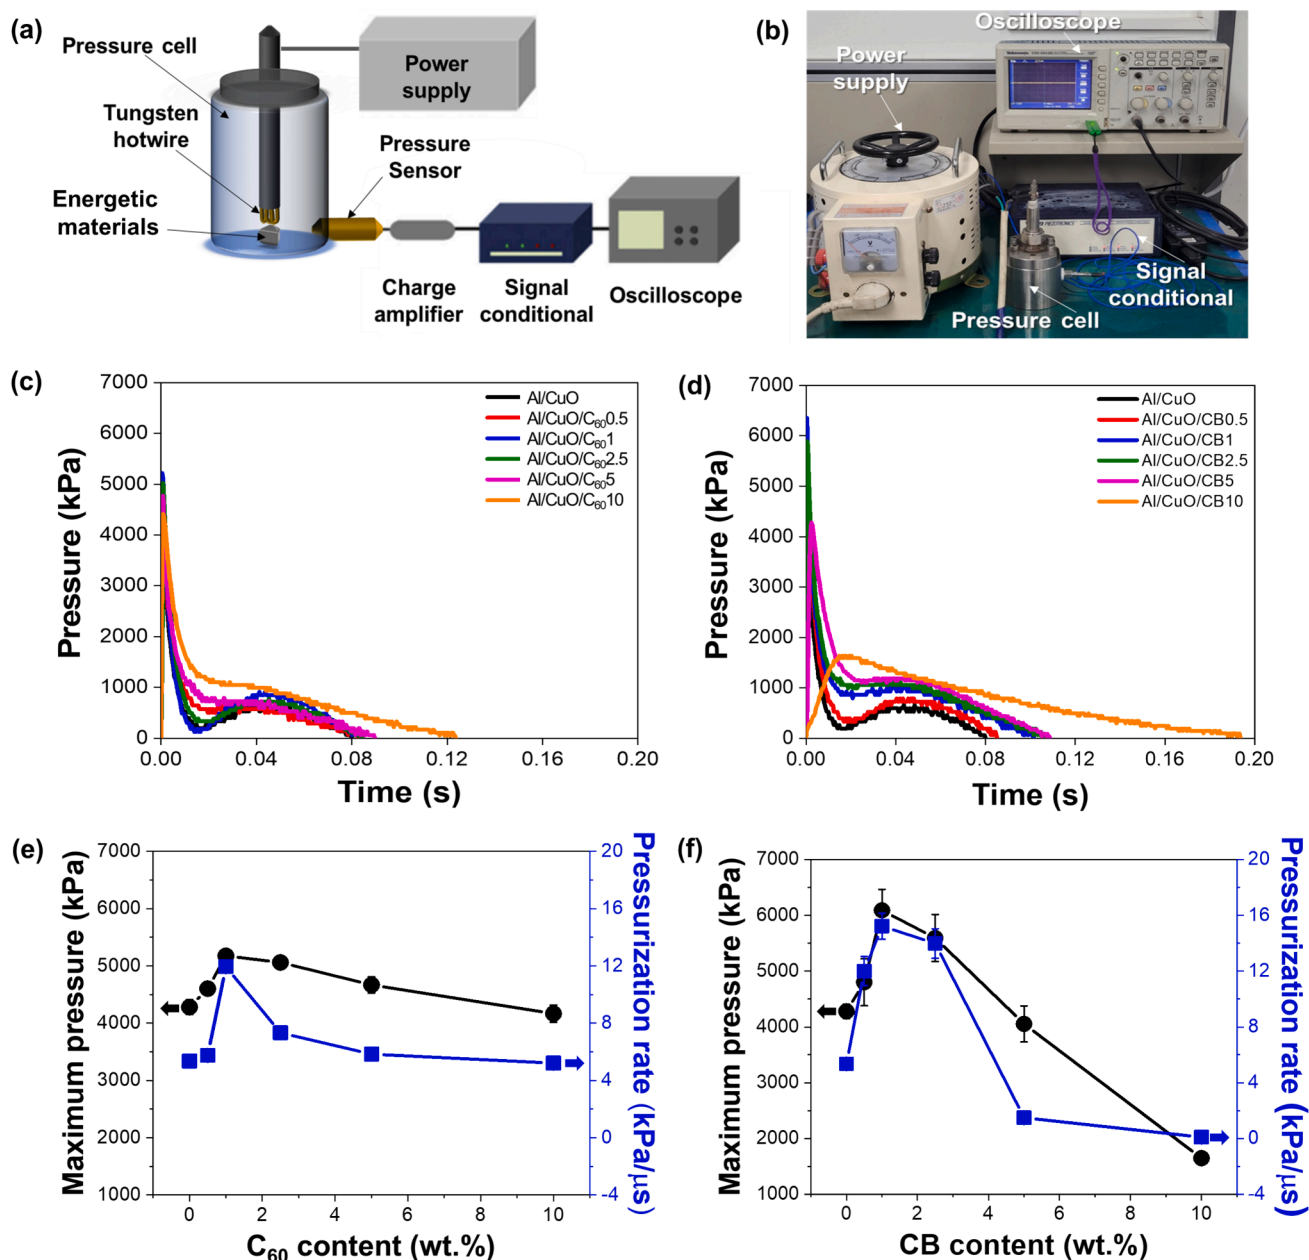 (a)
Pressure cell
Tungsten
hotwire
Energetic
materials
Power
supply
Pressure
Sensor
Charge
amplifier
Signal
conditional
Oscilloscope
(b)
Oscilloscope
Power
supply
Signal
conditional
Pressure cell
(c)
Pressure (kPa)
7000
6000
5000
4000
3000
2000
1000
0
0.00
0.04
0.08
0.12
0.16
0.20
Time (s)
Al/CuO
Al/CuO/C₆₀0.5
Al/CuO/C₆₀1
Al/CuO/C₆₀2.5
Al/CuO/C₆₀5
Al/CuO/C₆₀10
(d)
Pressure (kPa)
7000
6000
5000
4000
3000
2000
1000
0
0.00
0.04
0.08
0.12
0.16
0.20
Time (s)
Al/CuO
Al/CuO/CB0.5
Al/CuO/CB1
Al/CuO/CB2.5
Al/CuO/CB5
Al/CuO/CB10
(e)
Maximum pressure (kPa)
7000
6000
5000
4000
3000
2000
1000
0
2
4
6
8
10
C₆₀ content (wt.%)
20
16
12
8
4
0
-4
Pressurization rate (kPa/μs)
(f)
Maximum pressure (kPa)
7000
6000
5000
4000
3000
2000
1000
0
2
4
6
8
10
CB content (wt.%)
20
16
12
8
4
0
-4
Pressurization rate (kPa/μs)